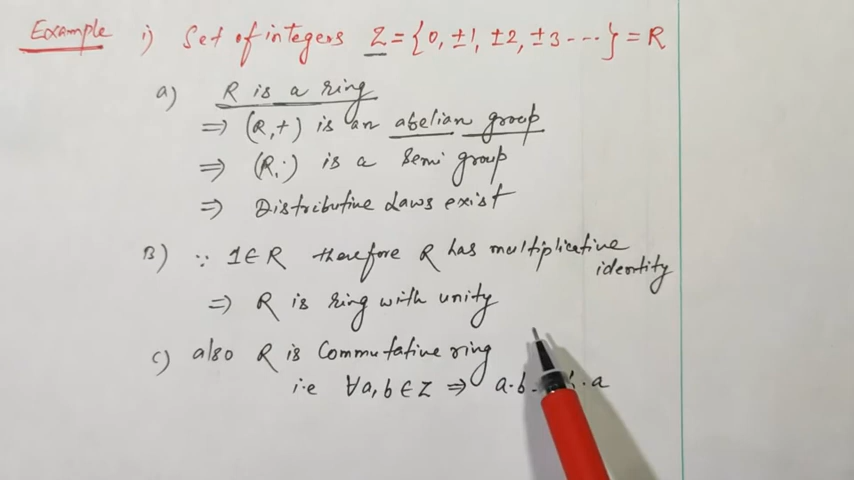 Example i) Set of integers Z = {0, ±1, ±2, ±3 ---- } = R
a) R is a ring
⇒ (R,+) is an abelian group
⇒ (R,·) is a Semi group
⇒ Distributive Laws exist
B) ∵ 1 ∈ R therefore R has multiplicative
identity
⇒ R is ring with unity
C) also R is Commutative ring
i.e ∀ a, b ∈ Z ⇒ a·b · a